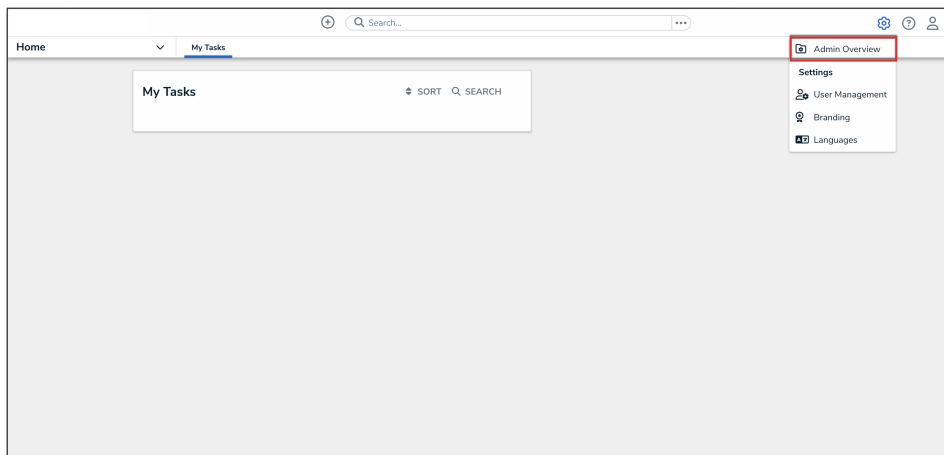 Search...
Home
My Tasks
Admin Overview
My Tasks
SORT SEARCH
Settings
User Management
Branding
Languages